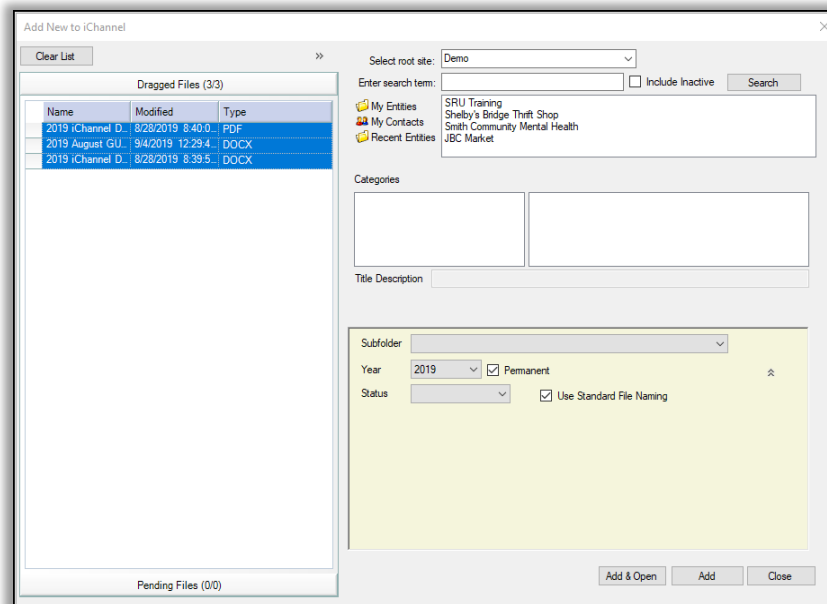 Add New to iChannel
Clear List
»
Dragged Files (3/3)
Name Modified Type
2019 iChannel D... 8/28/2019 8:40:0... PDF
2019 August GU... 9/4/2019 12:29:4... DOCX
2019 iChannel D... 8/28/2019 8:39:5... DOCX
Pending Files (0/0)
Select root site: Demo
Enter search term: Include Inactive Search
My Entities
My Contacts
Recent Entities
SRU Training
Shelby's Bridge Thrift Shop
Smith Community Mental Health
JBC Market
Categories
Title Description
Subfolder
Year 2019 Permanent
Status Use Standard File Naming
Add & Open Add Close